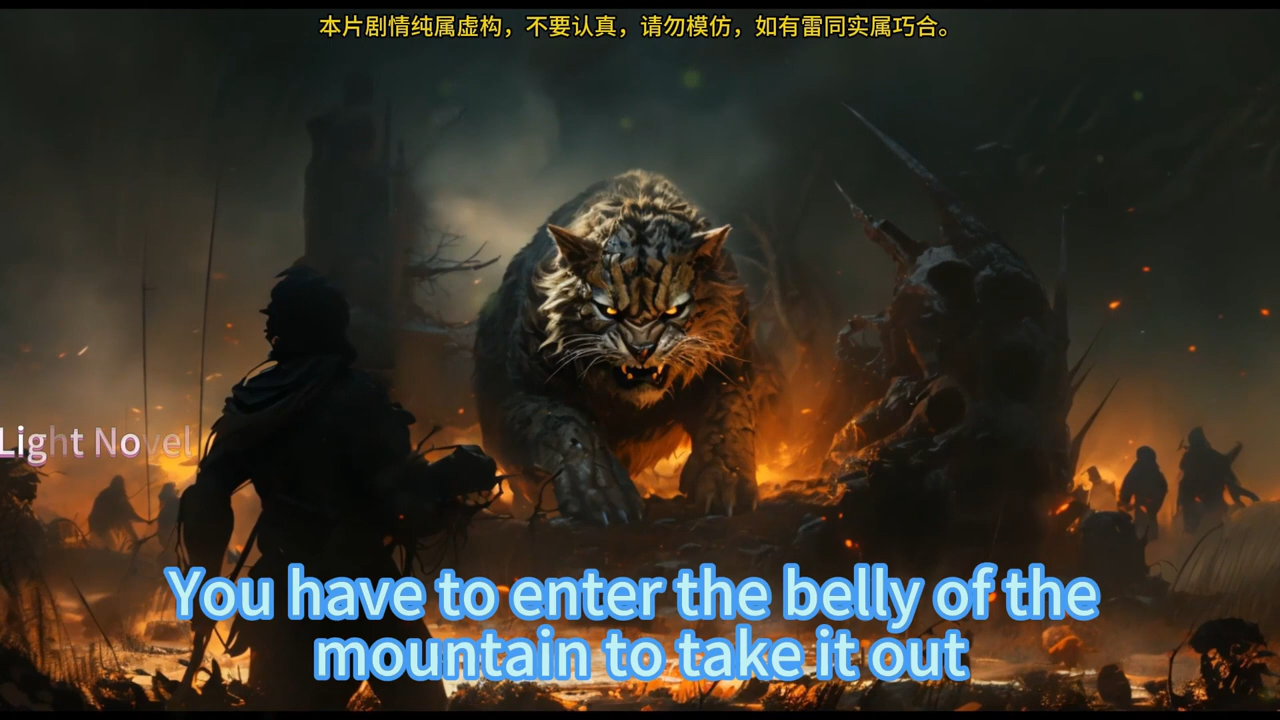 本片剧情纯属虚构，不要认真，请勿模仿，如有雷同实属巧合。
Light Novel
You have to enter the belly of the
mountain to take it out